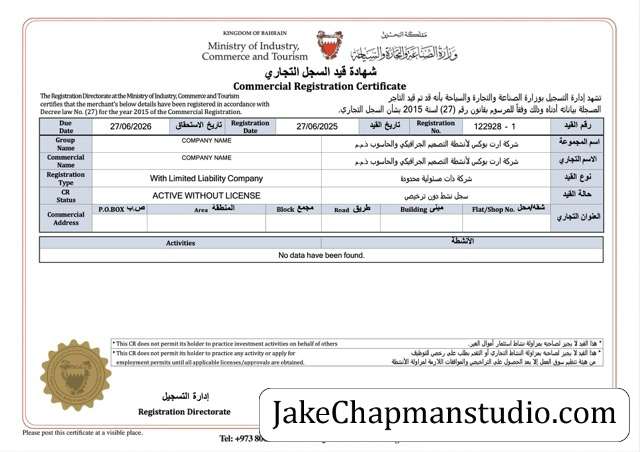 KINGDOM OF BAHRAIN
مملكة البحرين
Ministry of Industry,
Commerce and Tourism
وزارة الصناعة والتجارة والسياحة
شهادة قيد السجل التجاري
Commercial Registration Certificate
The Registration Directorate at the Ministry of Industry, Commerce and Tourism
certifies that the merchant's below details have been registered in accordance with
Decree law No. (27) for the year 2015 of the Commercial Registration.
تشهد إدارة التسجيل بوزارة الصناعة والتجارة والسياحة بأنه قد تم قيد التاجر
المسجلة بياناته أدناه وذلك وفقاً للمرسوم بقانون رقم (27) لسنة 2015 بشأن السجل التجاري.
Due Date 27/06/2026 تاريخ الاستحقاق Registration Date 27/06/2025 تاريخ القيد Registration No. 122928 - 1 رقم القيد
Group Name COMPANY NAME شركة ارت بوكس لأنشطة التصميم الجرافيكي والحاسوب ذ.م.م اسم المجموعة
Commercial Name COMPANY NAME شركة ارت بوكس لأنشطة التصميم الجرافيكي والحاسوب ذ.م.م الاسم التجاري
Registration Type With Limited Liability Company شركة ذات مسئولية محدودة نوع القيد
CR Status ACTIVE WITHOUT LICENSE سجل نشط دون ترخيص حالة القيد
Commercial Address P.O.BOX ص.ب Area المنطقة Block مجمع Road طريق Building مبنى Flat/Shop No. شقة/محل العنوان التجاري
Activities الأنشطة
No data have been found.
* This CR does not permit its holder to practice investment activities on behalf of others
* هذا القيد لا يجيز لصاحبه مزاولة نشاط استثمار أموال الغير.
* This CR does not permit its holder to practice any activity or apply for
employment permits until all applicable licenses/approvals are obtained.
* هذا القيد لا يجيز لصاحبه مزاولة النشاط التجاري أو التقدم بطلب على رخص للتوظيف
من هيئة تنظيم سوق العمل إلا بعد الحصول على التراخيص والموافقات اللازمة لمزاولة الأنشطة
إدارة التسجيل
Registration Directorate
JakeChapmanstudio.com
Please post this certificate at a visible place.
Tel: +973 80